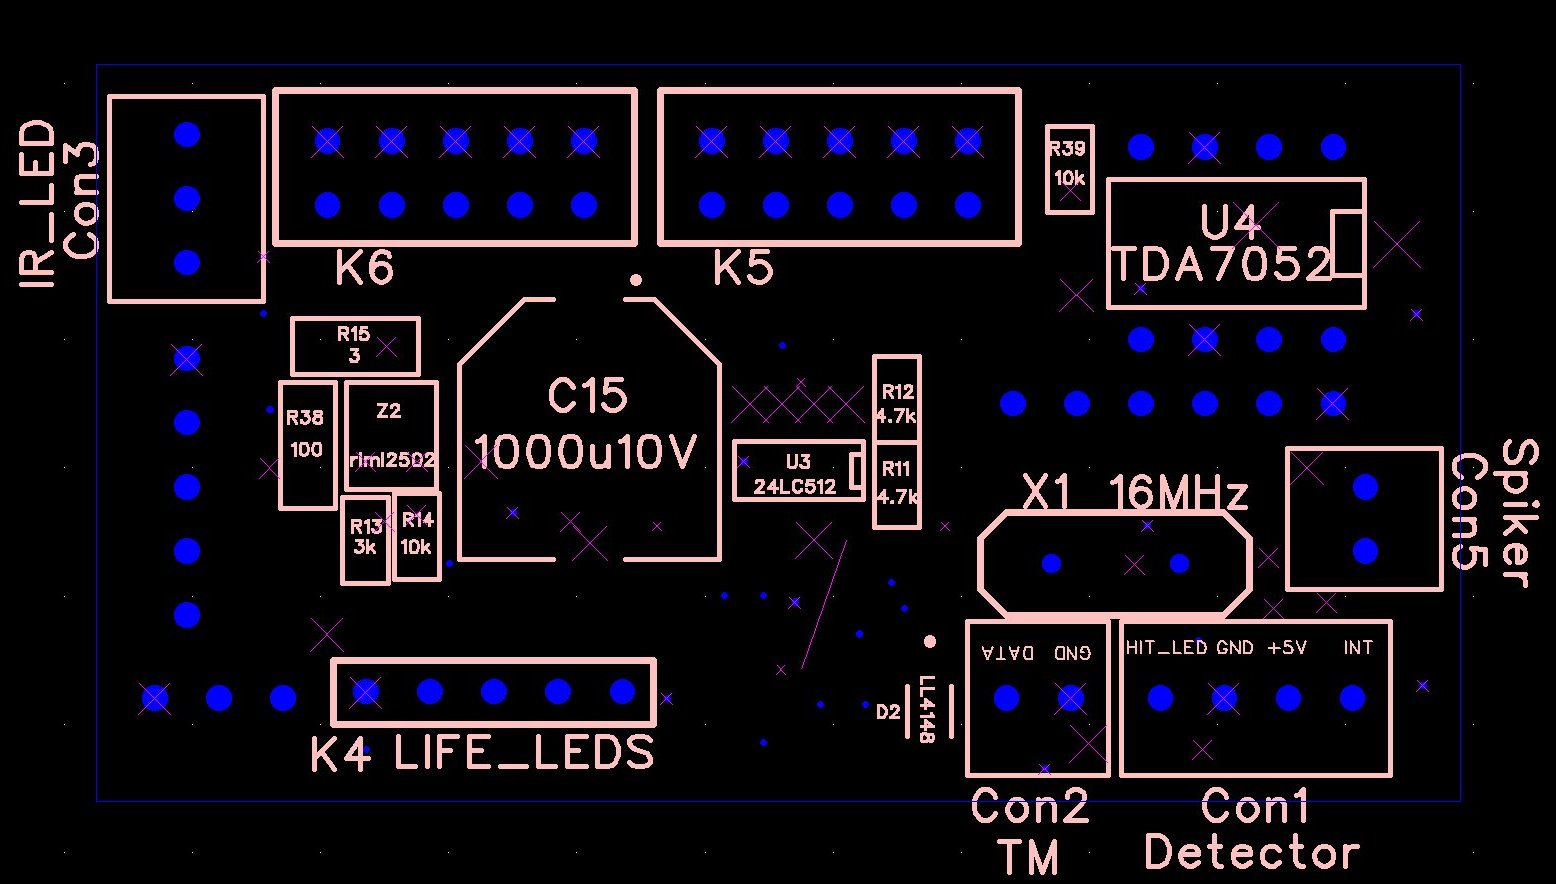 IR_LED
Con3
K6
K5
R39
10k
U4
TDA7052
R15
3
R38
100
Z2
rlml2502
R13
3k
R14
10k
C15
1000u10V
U3
24LC512
R12
4.7k
R11
4.7k
X1 16MHz
Spiker
Con5
DATA GND
HIT_LED GND +5V INT
D2
LL4148
K4 LIFE_LEDS
Con2
TM
Con1
Detector